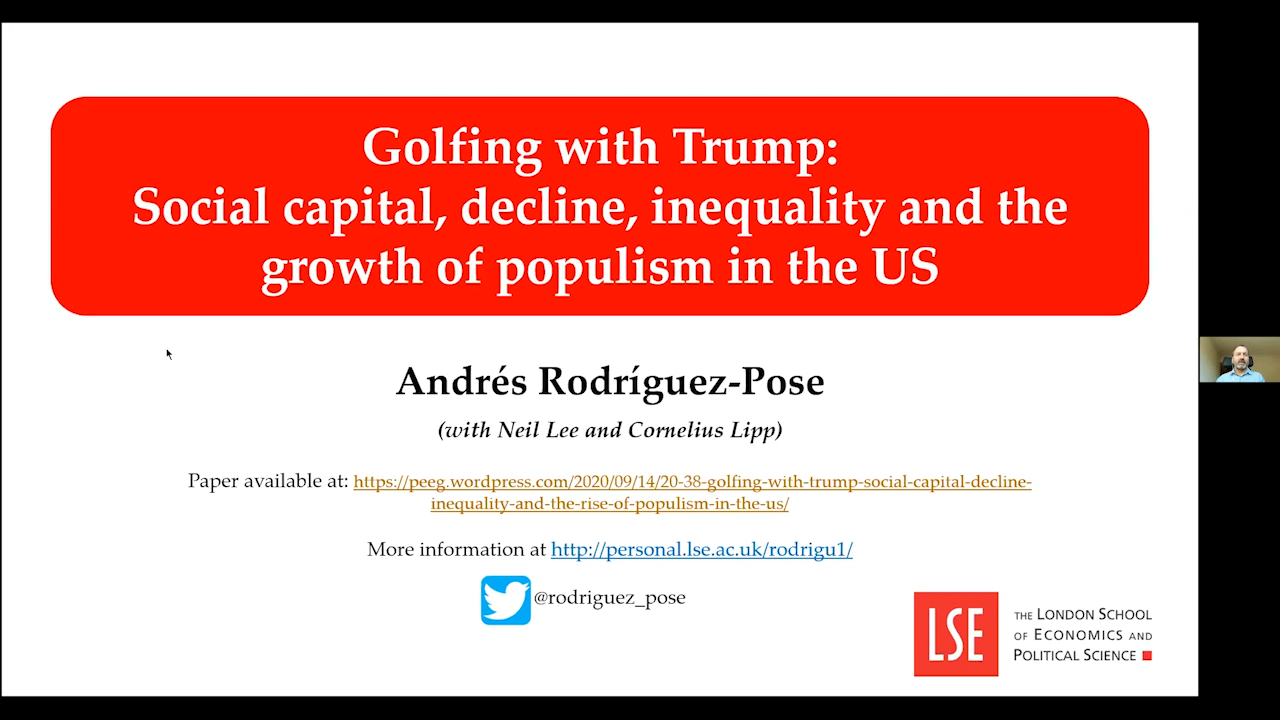 Golfing with Trump:
Social capital, decline, inequality and the
growth of populism in the US
Andrés Rodríguez-Pose
(with Neil Lee and Cornelius Lipp)
Paper available at: https://peeg.wordpress.com/2020/09/14/20-38-golfing-with-trump-social-capital-decline-
inequality-and-the-rise-of-populism-in-the-us/
More information at http://personal.lse.ac.uk/rodrigu1/
@rodriguez_pose
LSE
THE LONDON SCHOOL
OF ECONOMICS AND
POLITICAL SCIENCE